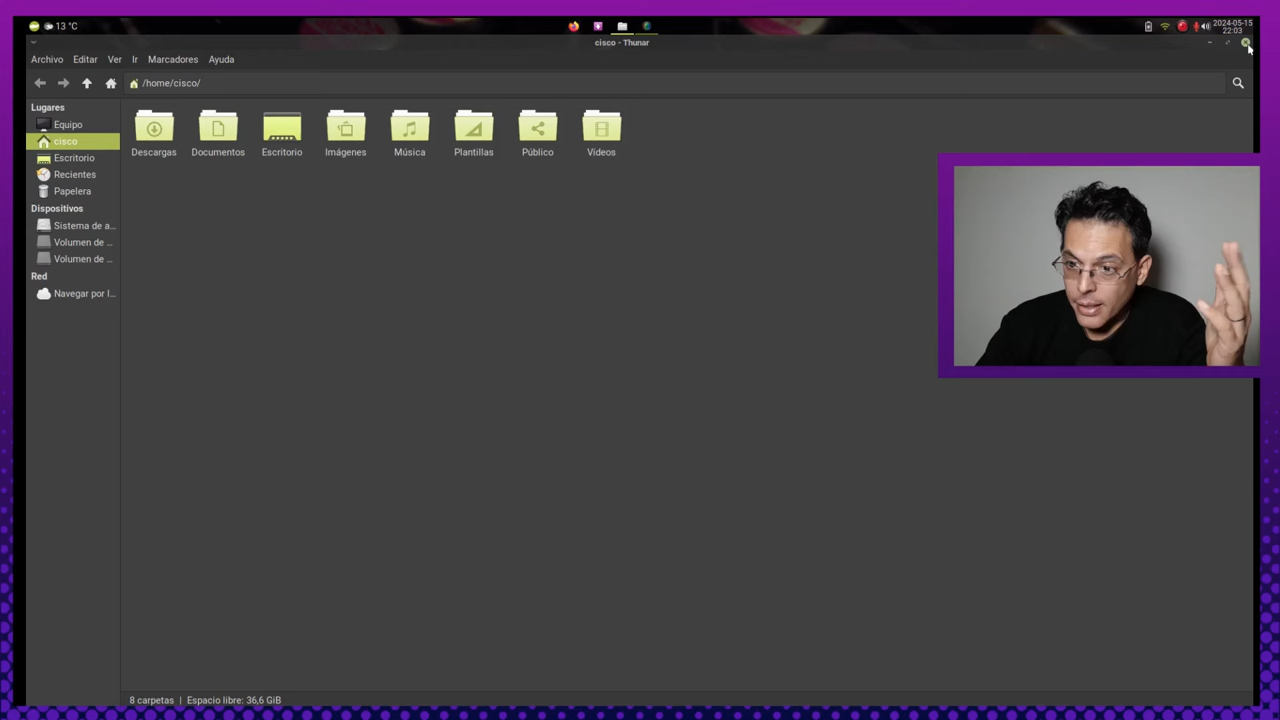 13 °C
2024-05-15
22:03
cisco - Thunar
Archivo Editar Ver Ir Marcadores Ayuda
/home/cisco/
Lugares
Equipo
cisco
Escritorio
Recientes
Papelera
Dispositivos
Sistema de a...
Volumen de ...
Volumen de ...
Red
Navegar por l...
Descargas Documentos Escritorio Imágenes Música Plantillas Público Vídeos
8 carpetas | Espacio libre: 36,6 GiB